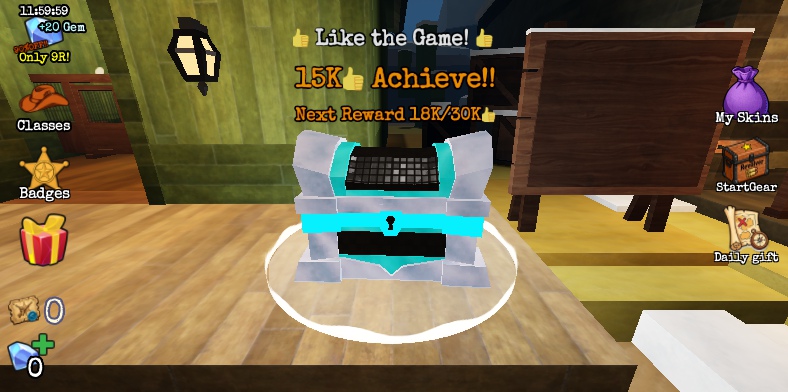 11:59:59
+20 Gem
Only 9R!
Classes
Badges
0
0
Like the Game!
15K Achieve!!
Next Reward 18K/30K
My Skins
StartGear
Daily gift